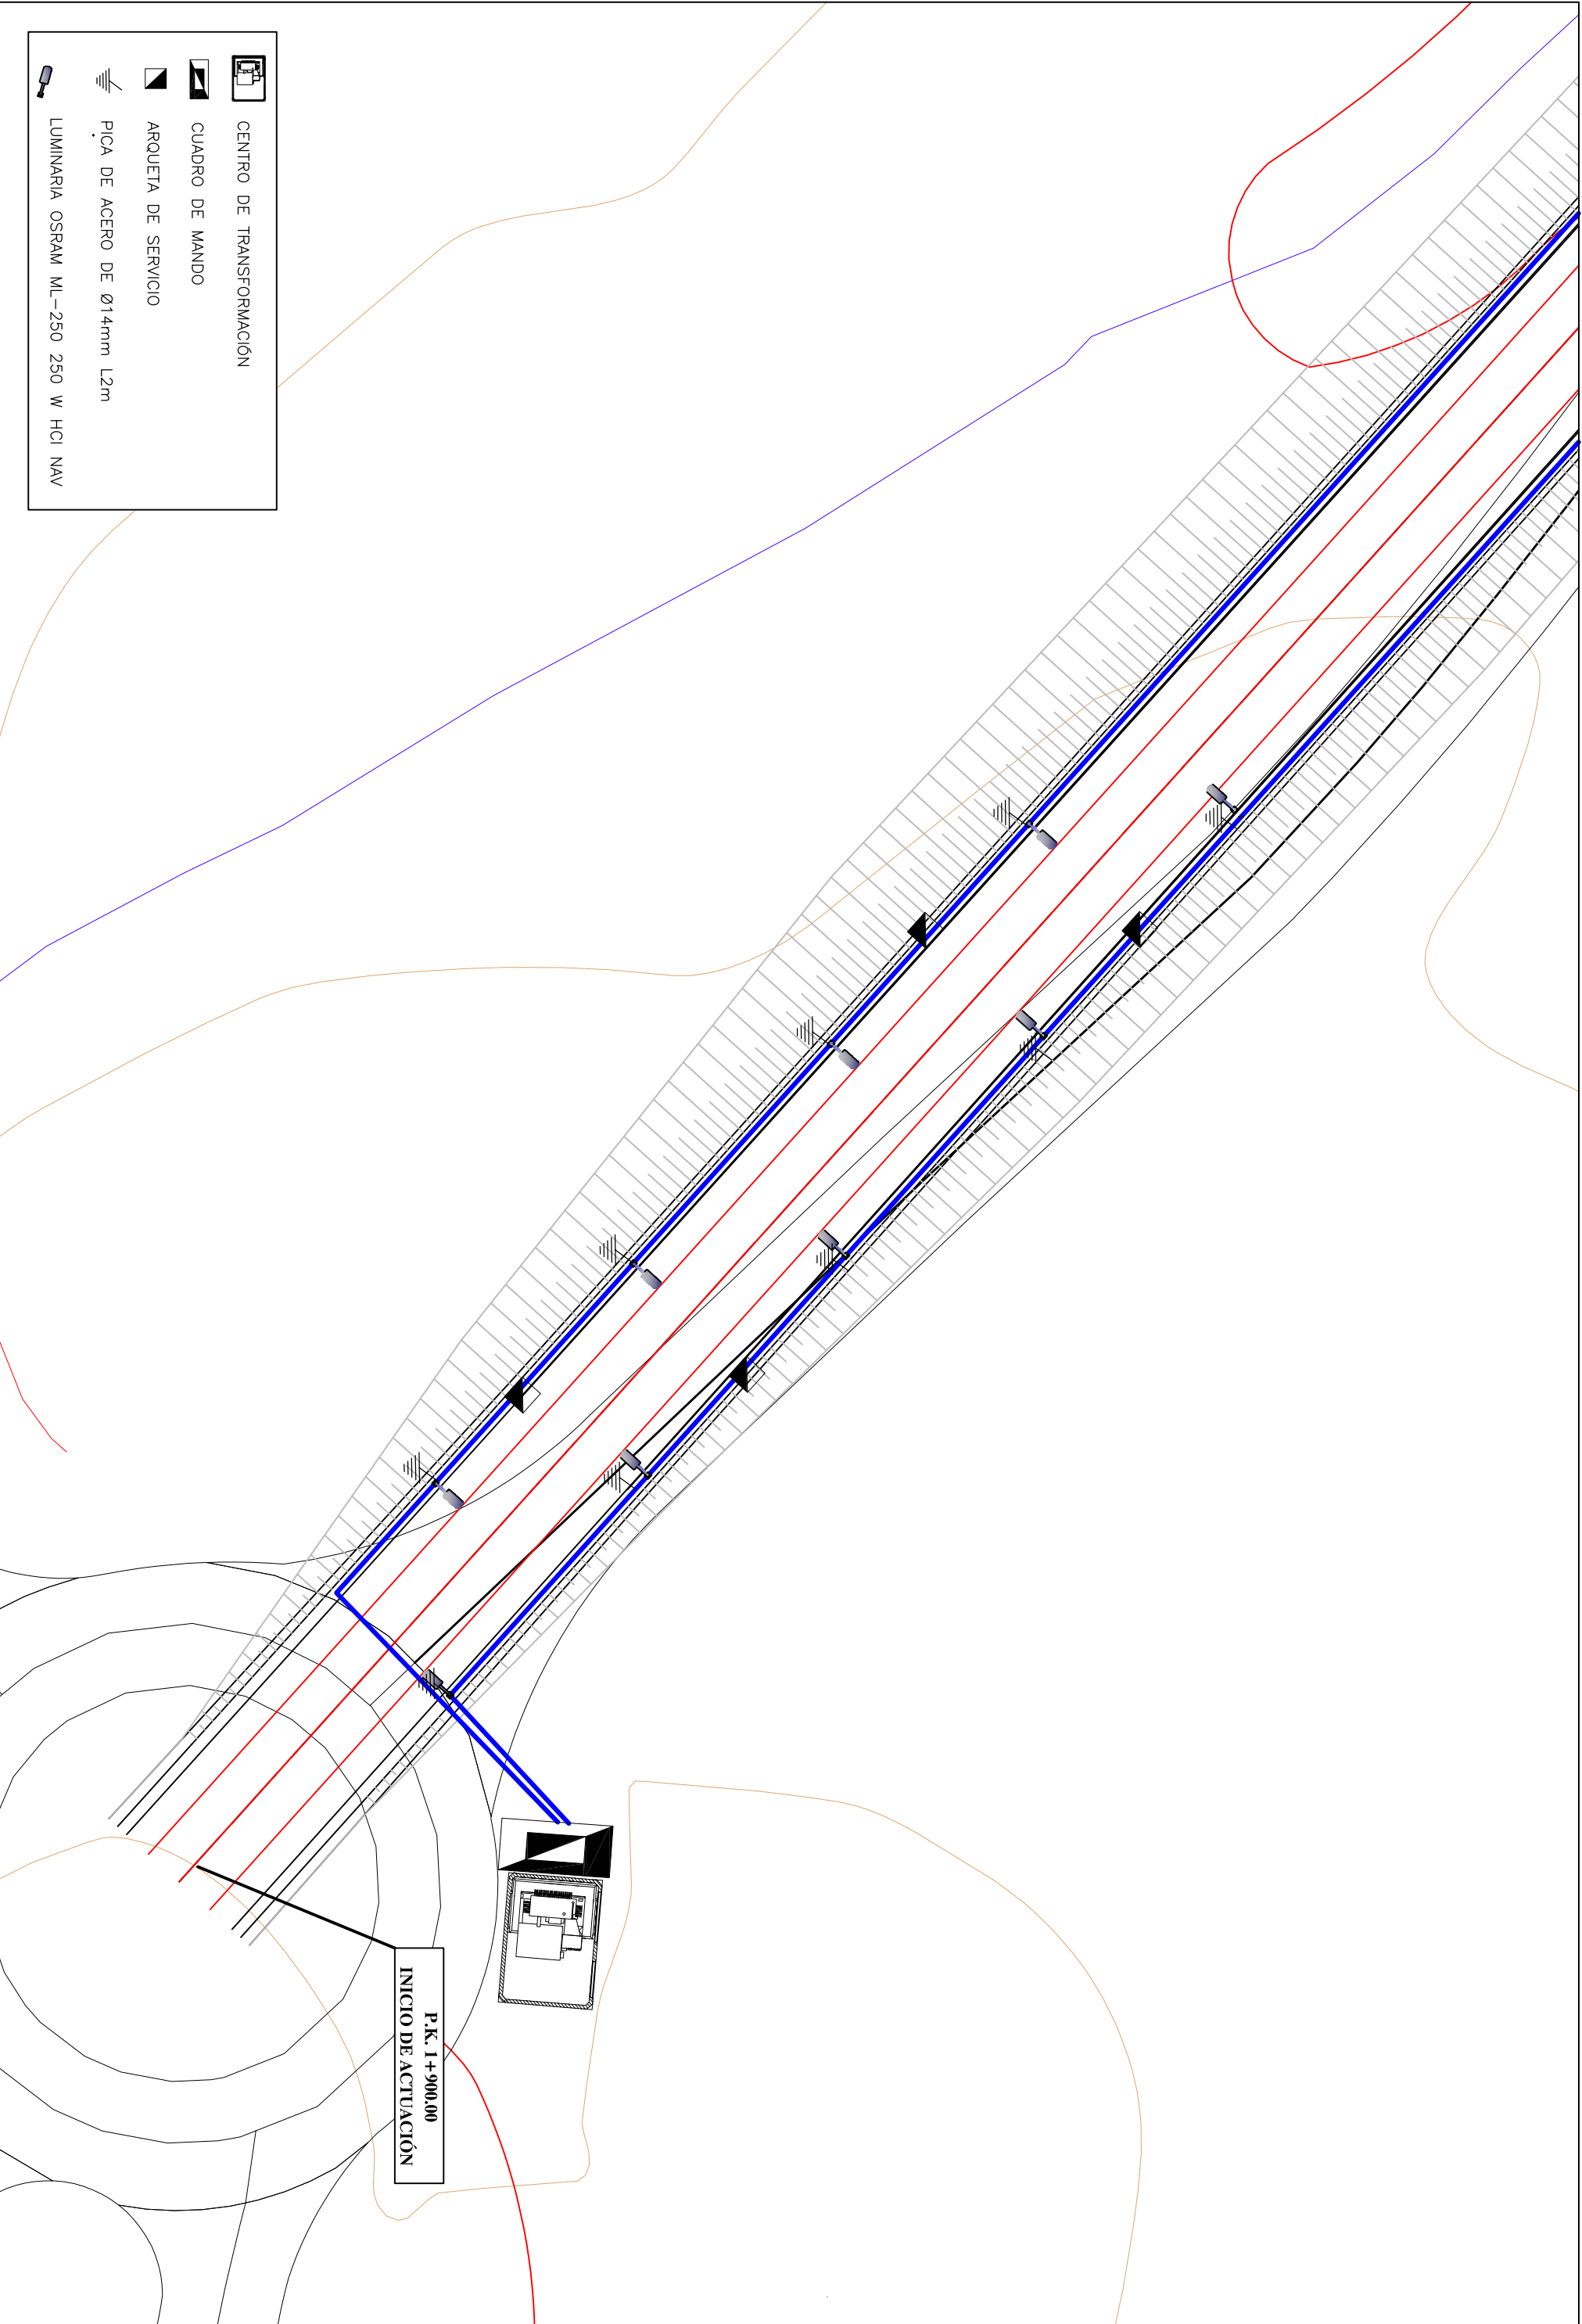 CENTRO DE TRANSFORMACIÓN
CUADRO DE MANDO
ARQUETA DE SERVICIO
PICA DE ACERO DE Ø14mm L2m
LUMINARIA OSRAM ML-250 250 W HCI NAV
P.K. 1+900.00
INICIO DE ACTUACIÓN